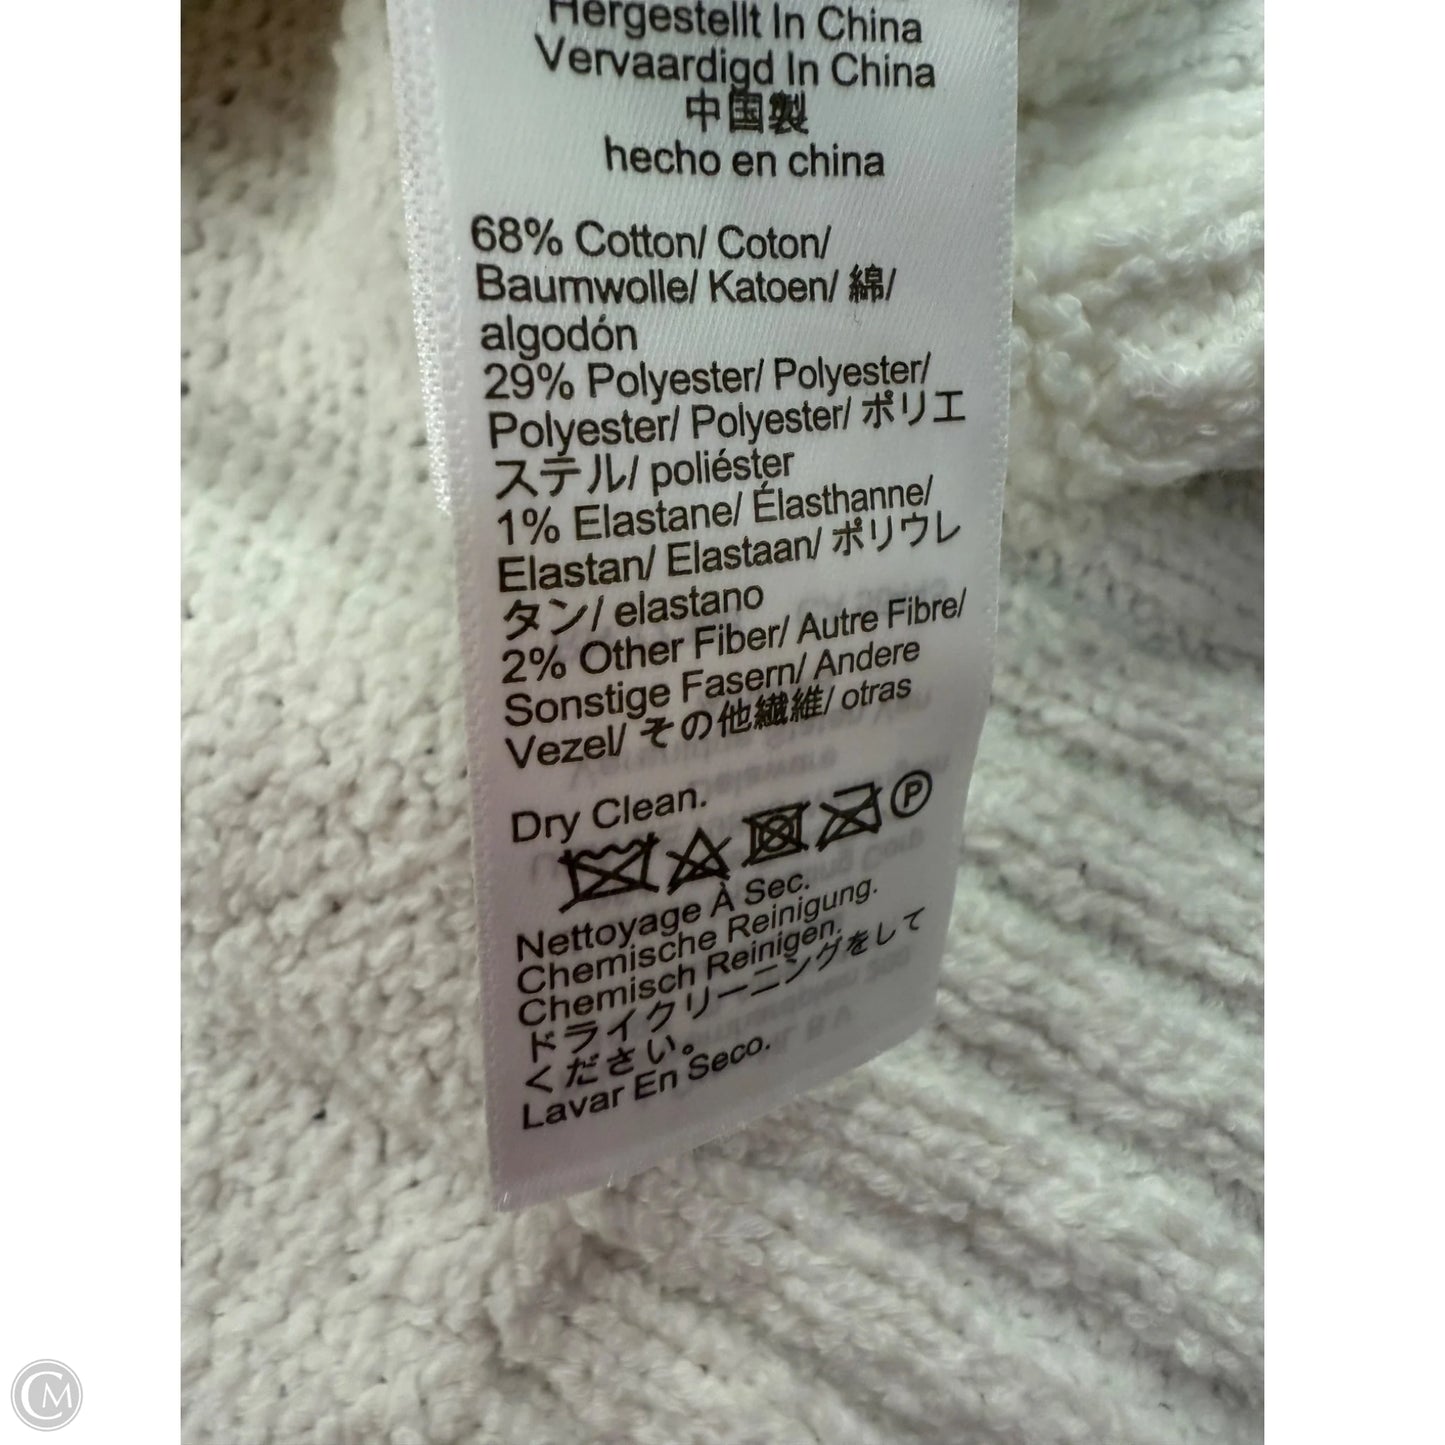 Hergestellt In China
Vervaardigd In China
中国製
hecho en china
68% Cotton/ Coton/
Baumwolle/ Katoen/ 綿/
algodón
29% Polyester/ Polyester/
Polyester/ Polyester/ ポリエ
ステル/ poliéster
1% Elastane/ Élasthanne/
Elastan/ Elastaan/ ポリウレ
タン/ elastano
2% Other Fiber/ Autre Fibre/
Sonstige Fasern/ Andere
Vezel/ その他繊維/ otras
Dry Clean.
P
Nettoyage À Sec.
Chemische Reinigung.
Chemisch Reinigen.
ドライクリーニングをして
ください。
Lavar En Seco.
CM